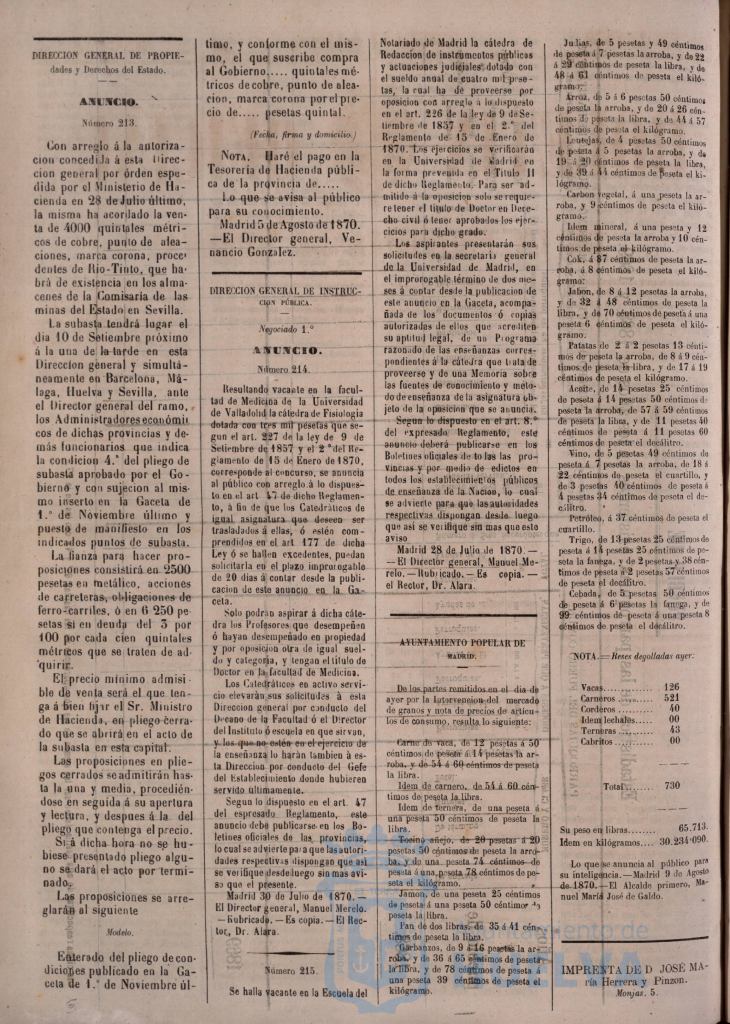 DIRECCION GENERAL DE PROPIE-
dades y Derechos del Estado.
ANUNCIO.
Número 213.
Con arreglo á la autoriza-
cion concedida á esta Direc-
cion general por órden espe-
dida por el Ministerio de Ha-
cienda en 28 de Julio último,
la misma ha acordado la ven-
ta de 4000 quintales métri-
cos de cobre, punto de alea-
ciones, marca corona, proce-
dentes de Rio-Tinto, que ha-
brá de existencia en los alma-
cenes de la Comisaria de las
minas del Estado en Sevilla.
La subasta tendrá lugar el
dia 10 de Setiembre próximo
á la una de la tarde en esta
Direccion general y simultá-
neamente en Barcelona, Má-
laga, Huelva y Sevilla, ante
el Director general del ramo,
los Administradores económi-
cos de dichas provincias y de-
más funcionarios que indica
la condicion 4.ª del pliego de
subasta aprobado por el Go-
bierno y con sujecion al mis-
mo inserto en la Gaceta de
1.º de Noviembre último y
puesto de manifiesto en los
indicados puntos de subasta.
La fianza para hacer pro-
posiciones consistirá en 2500
pesetas en metálico, acciones
de carreteras, obligaciones de
ferro-carriles, ó en 6 250 pe-
setas si en deuda del 3 por
100 por cada cien quintales
métricos que se traten de ad-
quirir.
El precio mínimo admisi-
ble de venta será el que ten-
ga á bien fijar el Sr. Ministro
de Hacienda, en pliego cerra-
do que se abrirá en el acto de
la subasta en esta capital.
Las proposiciones en plie-
gos cerrados se admitirán has-
ta la una y media, procedién-
dose en seguida á su apertura
y lectura, y despues á la del
pliego que contenga el precio.
Si á dicha hora no se hu-
biese presentado pliego algu-
no se dará el acto por termi-
nado.
Las proposiciones se arre-
glarán al siguiente
Modelo.
Enterado del pliego de con-
diciones publicado en la Ga-
ceta de 1.º de Noviembre úl-
timo, y conforme con el mis-
mo, el que suscribe compra
al Gobierno..... quintales mé-
tricos de cobre, punto de alea-
cion, marca corona por el pre-
cio de..... pesetas quintal.
(Fecha, firma y domicilio.)
NOTA. Haré el pago en la
Tesorería de Hacienda públi-
ca de la provincia de.....
Lo que se avisa al público
para su conocimiento.
Madrid 5 de Agosto de 1870.
—El Director general, Ve-
nancio Gonzalez.
DIRECCION GENERAL DE INSTRUC-
CION PÚBLICA.
Negociado 1.º
ANUNCIO.
Número 214.
Resultando vacante en la facul-
tad de Medicina de la Universidad
de Valladolid la cátedra de Fisiologia
dotada con tres mil pesetas que se-
gun el art. 227 de la ley de 9 de
Setiembre de 1857 y el 2.º del Re-
glamento de 15 de Enero de 1870,
corresponde al concurso, se anuncia
al público con arreglo á lo dispues-
to en el art 47 de dicho Reglamen-
to, á fin de que los Catedráticos de
igual asignatura que deseen ser
trasladados á ellas, ó estén com-
prendidos en el art. 177 de dicha
Ley ó se hallen excedentes, puedan
solicitarla en el plazo improrogable
de 20 dias á contar desde la publi-
cacion de este anuncio en la Ga-
ceta.
Solo podrán aspirar á dicha cáte-
dra los Profesores que desempeñen
ó hayan desempeñado en propiedad
y por oposicion otra de igual suel-
do y categoría, y tengan el título de
Doctor en la facultad de Medicina.
Los Catedráticos en activo servi-
cio elevarán sus solicitudes á esta
Direccion general por conducto del
Decano de la Facultad ó el Director
del Instituto ó escuela en que sirvan,
y los que no estén en el ejercicio de
la enseñanza lo harán tambien á es-
ta Direccion por conducto del Gefe
del Establecimiento donde hubieren
servido últimamente.
Segun lo dispuesto en el art. 47
del espresado Reglamento, este
anuncio debe publicarse en los Bo-
letines oficiales de las provincias,
lo cual se advierte para que las autori-
dades respectivas dispongan que así
se verifique desde luego sin mas avi-
so que el presente.
Madrid 30 de Julio de 1870. —
El Director general, Manuel Merelo.
—Rubricado. — Es copia. — El Rec-
tor, Dr. Alara.
Número 215.
Se halla vacante en la Escuela del
Notariado de Madrid la cátedra de
Redaccion de instrumentos públicos
y actuaciones judiciales, dotada con
el sueldo anual de cuatro mil pese-
tas, la cual ha de proveerse por
oposicion con arreglo á lo dispuesto
en el art. 226 de la ley de 9 de Se-
tiembre de 1857 y en el 2.º del
Reglamento de 15 de Enero de
1870. Los ejercicios se verificarán
en la Universidad de Madrid en
la forma prevenida en el Título II
de dicho Reglamento. Para ser ad-
mitido á la oposicion solo se requie-
re tener el título de Doctor en Dere-
cho civil ó tener aprobados los ejer-
cicios para dicho grado.
Los aspirantes presentarán sus
solicitudes en la secretaria general
de la Universidad de Madrid, en
el improrogable término de dos me-
ses á contar desde la publicacion de
este anuncio en la Gaceta, acompa-
ñada de los documentos ó copias
autorizadas de ellos que acrediten
su aptitud legal, de un Programa
razonado de las enseñanzas corres-
pondientes á la cátedra que trata de
proveerse y de una Memoria sobre
las fuentes de conocimiento y méto-
do de enseñanza de la asignatura ob-
jeto de la oposicion que se anuncia.
Segun lo dispuesto en el art. 8.º
del expresado Reglamento, este
anuncio deberá publicarse en los
Boletines oficiales de todas las pro-
vincias y por medio de edictos en
todos los establecimientos públicos
de enseñanza de la Nacion, lo cual
se advierte para que las autoridades
respectivas dispongan desde luego
que así se verifique sin mas que este
aviso
Madrid 28 de Julio de 1870.—
—El Director general, Manuel Me-
relo.—Rubricado.—Es copia.—
el Rector, Dr. Alara.
AYUNTAMIENTO POPULAR DE
MADRID.
De los partes remitidos en el dia de
ayer por la Intervencion del mercado
de granos y nota de precios de artícu-
los de consumo, resulta lo siguiente:
Carne de vaca, de 12 pesetas 50
céntimos de peseta á 14 pesetas la ar-
roba, y de 54 á 60 céntimos de peseta
la libra.
Idem de carnero, de 54 á 60 cén-
timos de peseta la libra.
Idem de ternera, de una peseta á
una peseta 50 céntimos de peseta la
libra.
Tocino añejo, de 20 pesetas á 20
pesetas 50 céntimos de peseta la arro-
ba, y de una peseta 74 céntimos de
peseta á una peseta 78 céntimos de pe-
seta el kilógramo.
Jamon, de una peseta 25 céntimos
de peseta á una peseta 50 céntimos de
peseta la libra.
Pan de dos libras, de 35 á 41 cén-
timos de peseta la libra.
Garbanzos, de 9 á 16 pesetas la ar-
roba, y de 36 á 65 céntimos de peseta
la libra, y de 78 céntimos de peseta á
una peseta 39 céntimos de peseta el
kilógramo.
Judias, de 5 pesetas y 49 céntimos
de peseta á 7 pesetas la arroba, y de 22
á 29 céntimos de peseta la libra, y de
48 á 61 céntimos de peseta el kiló-
gramo.
Arroz, de 5 á 6 pesetas 50 céntimos
de peseta la arroba, y de 20 á 26 cén-
timos de peseta la libra, y de 44 á 57
céntimos de peseta el kilógramo.
Lentejas, de 4 pesetas 50 céntimos
de peseta á 5 pesetas la arroba, y de
19 á 20 céntimos de peseta la libra,
y de 39 á 44 céntimos de peseta el ki-
lógramo.
Carbon vegetal, á una peseta la ar-
roba, y 9 céntimos de peseta el kiló-
gramo.
Idem mineral, á una peseta y 12
céntimos de peseta la arroba y 10 cén-
timos de peseta el kilógramo.
Cok, á 87 céntimos de peseta la ar-
roba, á 8 céntimos de peseta el kiló-
gramo:
Jabon, de 8 á 12 pesetas la arroba,
y de 32 á 48 céntimos de peseta la
libra, y de 70 céntimos de peseta á una
peseta 6 céntimos de peseta el kiló-
gramo.
Patatas de 2 á 2 pesetas 13 cénti-
mos de peseta la arroba, de 8 á 9 cén-
timos de peseta la libra, y de 17 á 19
céntimos de peseta el kilógramo.
Aceite, de 14 pesetas 25 céntimos
de peseta á 14 pesetas 50 céntimos de
peseta la arroba, de 57 á 59 céntimos
de peseta la libra, y de 11 pesetas 40
céntimos de peseta á 11 pesetas 60
céntimos de peseta el decálitro.
Vino, de 5 pesetas 49 céntimos de
peseta á 7 pesetas la arroba, de 18 á
22 céntimos de peseta el cuartillo, y
de 3 pesetas 40 céntimos de peseta á
4 pesetas 34 céntimos de peseta el de-
cálitro.
Petróleo, á 37 céntimos de peseta el
cuartillo.
Trigo, de 13 pesetas 25 céntimos de
peseta á 14 pesetas 25 céntimos de pe-
seta la fanega, y de 2 pesetas y 38 cén-
timos de peseta á 2 pesetas 57 céntimos
de peseta el decálitro.
Cebada, de 5 pesetas 50 céntimos
de peseta á 6 pesetas la fanega, y de
99 céntimos de peseta á una peseta 8
céntimos de peseta el decálitro.
NOTA.—Reses degolladas ayer:
Vacas........... 126
Carneros ....... 521
Corderos ....... 40
Idem lechales..... 00
Terneras ........ 43
Cabritos ........ 00
Total........ 730
Su peso en libras........ 65.713.
Idem en kilógramos.... 30.234·090.
Lo que se anuncia al público para
su inteligencia.—Madrid 9 de Agosto
de 1870.—El Alcalde primero, Ma-
nuel María José de Galdo.
IMPRENTA DE D JOSÉ MA-
ría Herrera y Pinzon.
Monjas. 5.